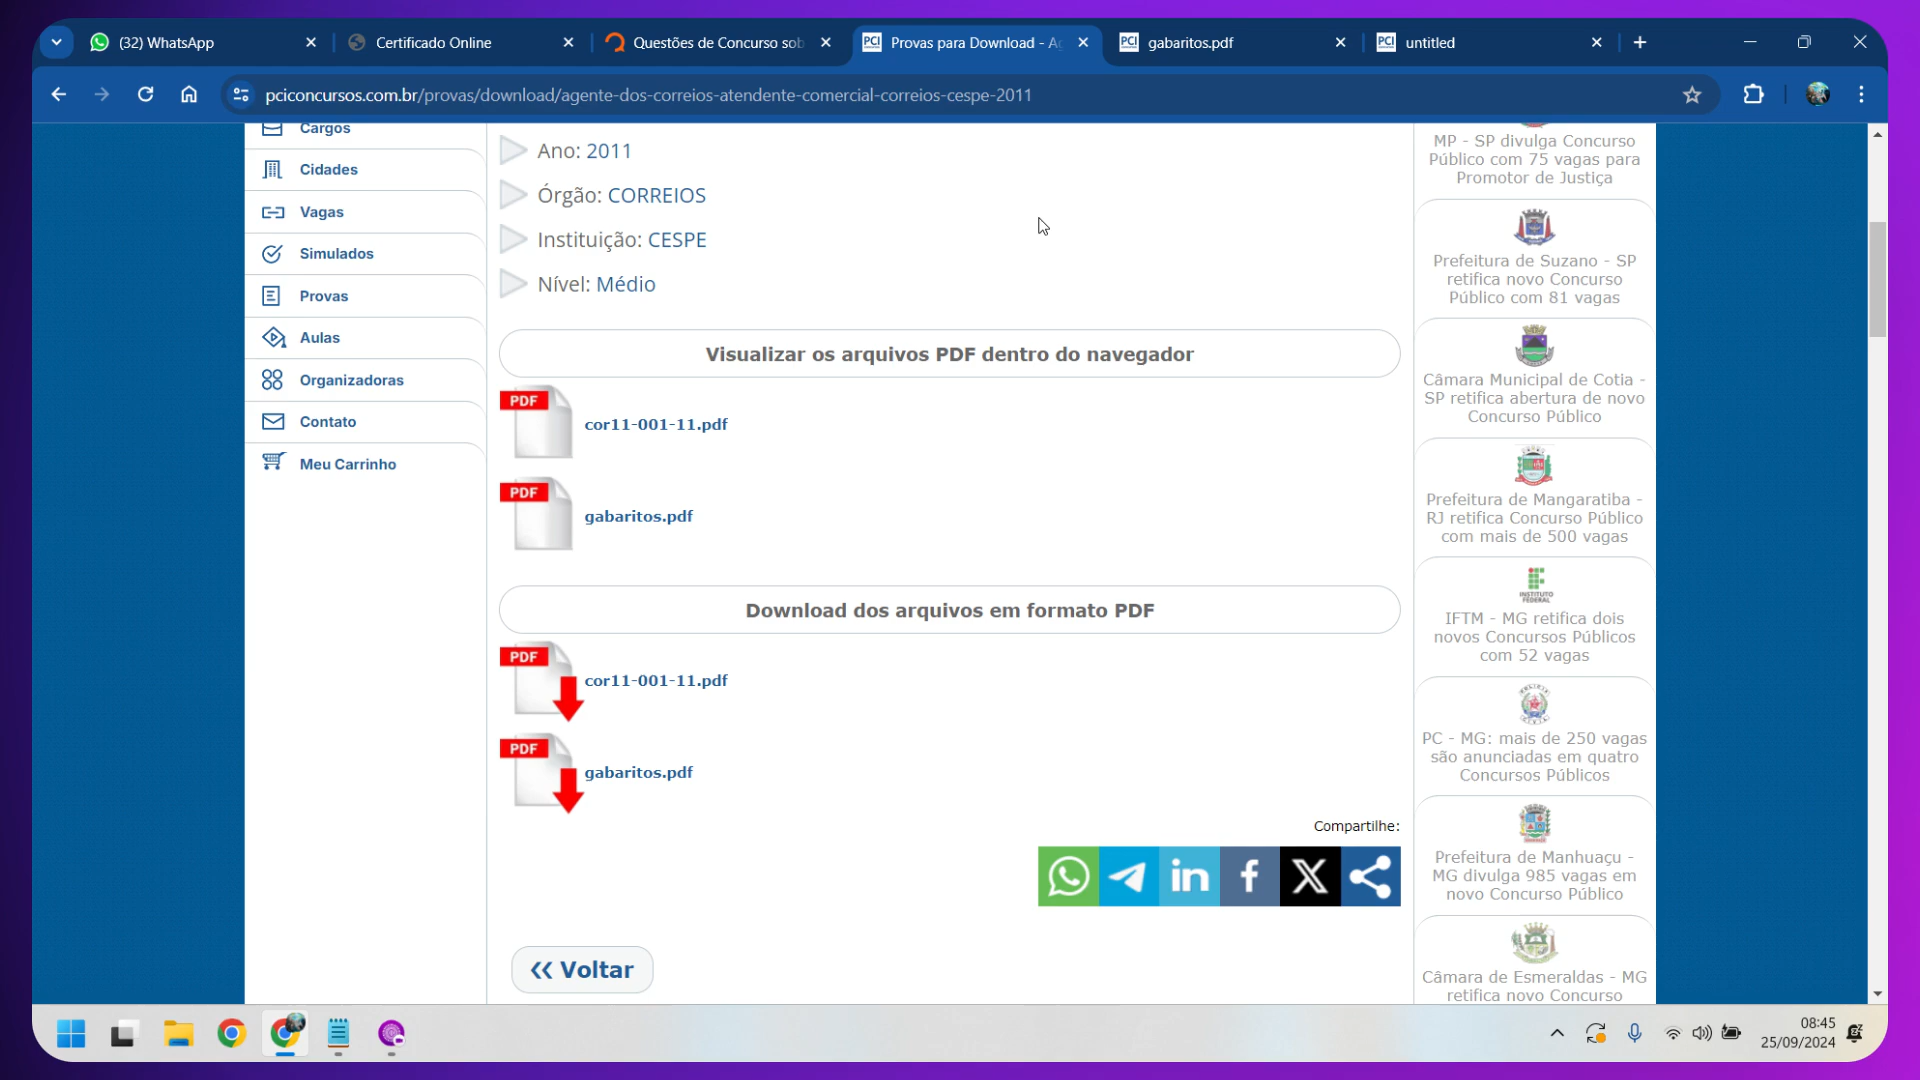 (32) WhatsApp
Certificado Online
Questões de Concurso sob
PCI
Provas para Download - Ag
PCI
gabaritos.pdf
PCI
untitled
pciconcursos.com.br/provas/download/agente-dos-correios-atendente-comercial-correios-cespe-2011
Cargos
Cidades
Vagas
Simulados
Provas
Aulas
Organizadoras
Contato
Meu Carrinho
Ano: 2011
Órgão: CORREIOS
Instituição: CESPE
Nível: Médio
Visualizar os arquivos PDF dentro do navegador
PDF
cor11-001-11.pdf
PDF
gabaritos.pdf
Download dos arquivos em formato PDF
PDF
cor11-001-11.pdf
PDF
gabaritos.pdf
Compartilhe:
in
f
X
Voltar
MP - SP divulga Concurso
Público com 75 vagas para
Promotor de Justiça
Prefeitura de Suzano - SP
retifica novo Concurso
Público com 81 vagas
Câmara Municipal de Cotia -
SP retifica abertura de novo
Concurso Público
Prefeitura de Mangaratiba -
RJ retifica Concurso Público
com mais de 500 vagas
INSTITUTO
FEDERAL
IFTM - MG retifica dois
novos Concursos Públicos
com 52 vagas
PC - MG: mais de 250 vagas
são anunciadas em quatro
Concursos Públicos
Prefeitura de Manhuaçu -
MG divulga 985 vagas em
novo Concurso Público
Câmara de Esmeraldas - MG
retifica novo Concurso
08:45
25/09/2024